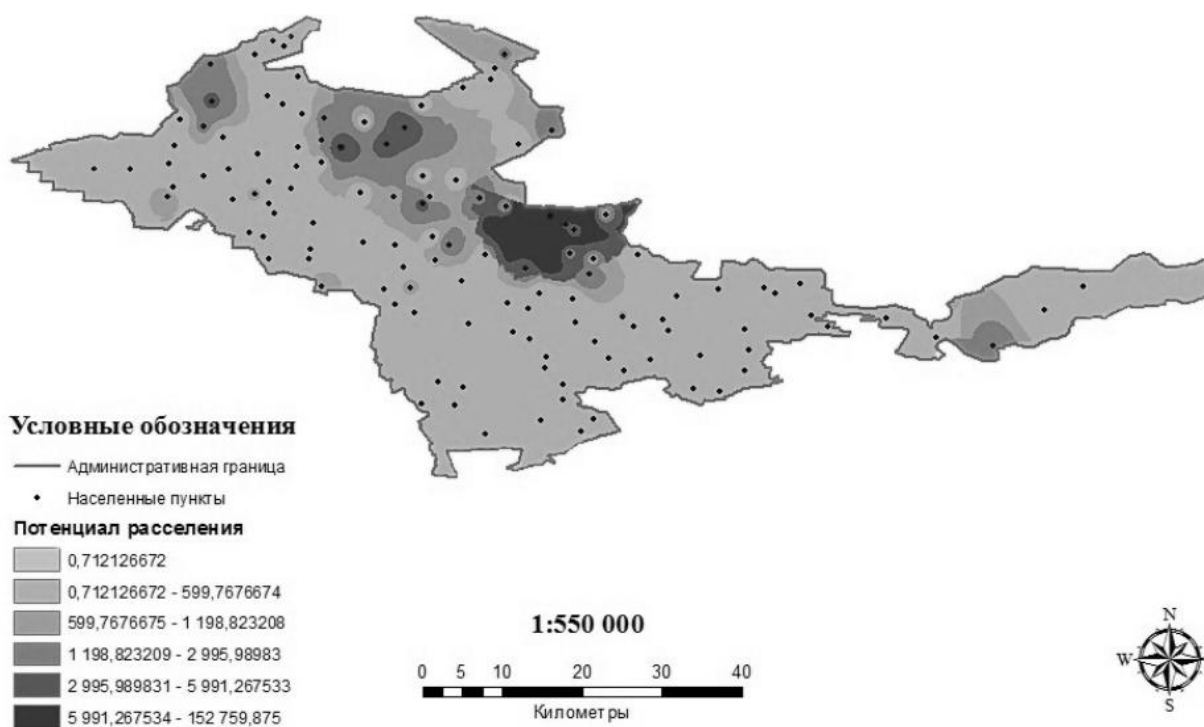 Условные обозначения
Административная граница
Населенные пункты
Потенциал расселения
0,712126672
0,712126672 - 599,7676674
599,7676675 - 1 198,823208
1 198,823209 - 2 995,98983
2 995,989831 - 5 991,267533
5 991,267534 - 152 759,875
1:550 000
0 5 10 20 30 40
Километры
N
W
S